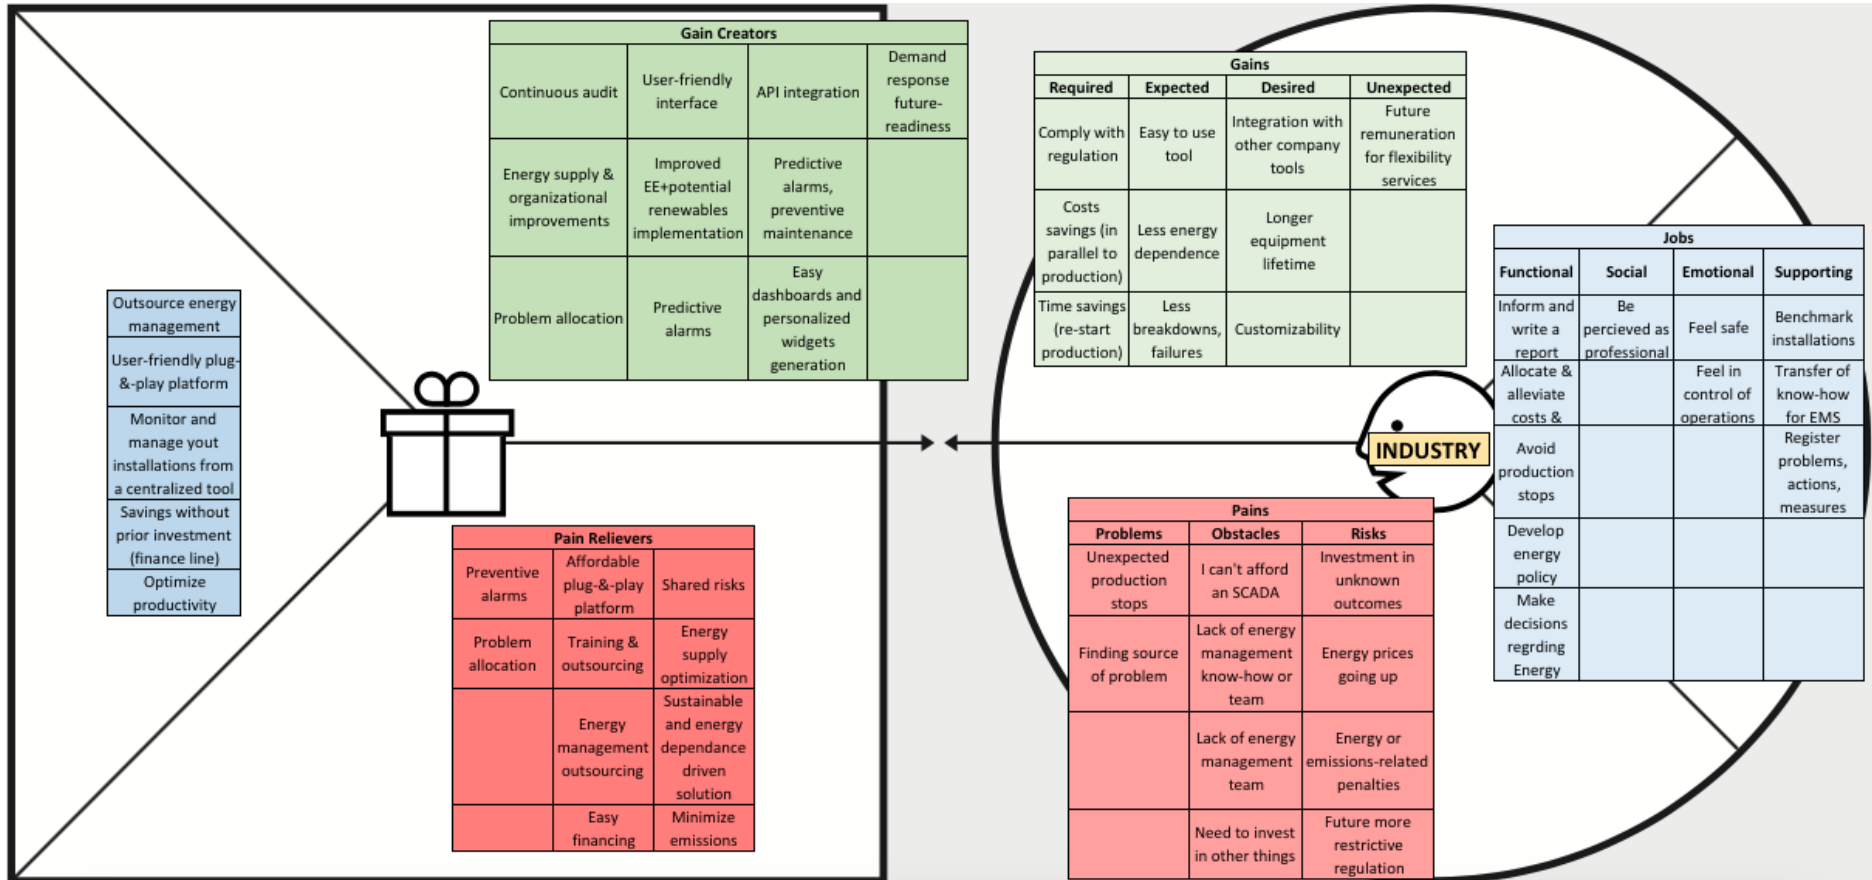 Gain Creators
Continuous audit
User-friendly
interface
API integration
Demand
response
future-
readiness
Energy supply &
organizational
improvements
Improved
EE+potential
renewables
implementation
Predictive
alarms,
preventive
maintenance
Problem allocation
Predictive
alarms
Easy
dashboards and
personalized
widgets
generation
Outsource energy
management
User-friendly plug-
&-play platform
Monitor and
manage yout
installations from
a centralized tool
Savings without
prior investment
(finance line)
Optimize
productivity
Pain Relievers
Preventive
alarms
Affordable
plug-&-play
platform
Shared risks
Problem
allocation
Training &
outsourcing
Energy
supply
optimization
Energy
management
outsourcing
Sustainable
and energy
dependance
driven
solution
Easy
financing
Minimize
emissions
Gains
Required
Expected
Desired
Unexpected
Comply with
regulation
Easy to use
tool
Integration with
other company
tools
Future
remuneration
for flexibility
services
Costs
savings (in
parallel to
production)
Less energy
dependence
Longer
equipment
lifetime
Time savings
(re-start
production)
Less
breakdowns,
failures
Customizability
INDUSTRY
Jobs
Functional
Social
Emotional
Supporting
Inform and
write a
report
Be
percieved as
professional
Feel safe
Benchmark
installations
Allocate &
alleviate
costs &
Feel in
control of
operations
Transfer of
know-how
for EMS
Avoid
production
stops
Register
problems,
actions,
measures
Develop
energy
policy
Make
decisions
regrding
Energy
Pains
Problems
Obstacles
Risks
Unexpected
production
stops
I can't afford
an SCADA
Investment in
unknown
outcomes
Finding source
of problem
Lack of energy
management
know-how or
team
Energy prices
going up
Lack of energy
management
team
Energy or
emissions-related
penalties
Need to invest
in other things
Future more
restrictive
regulation